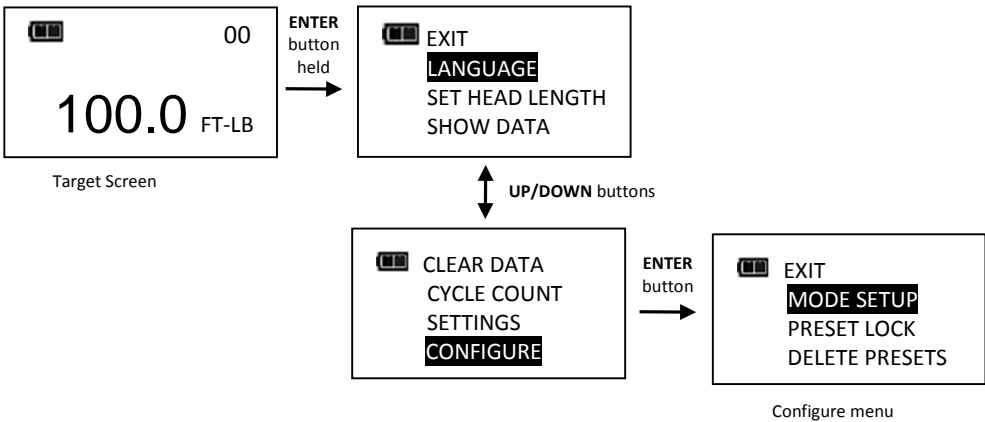 00
100.0 FT-LB
Target Screen
ENTER
button
held
EXIT
LANGUAGE
SET HEAD LENGTH
SHOW DATA
UP/DOWN buttons
CLEAR DATA
CYCLE COUNT
SETTINGS
CONFIGURE
ENTER
button
EXIT
MODE SETUP
PRESET LOCK
DELETE PRESETS
Configure menu